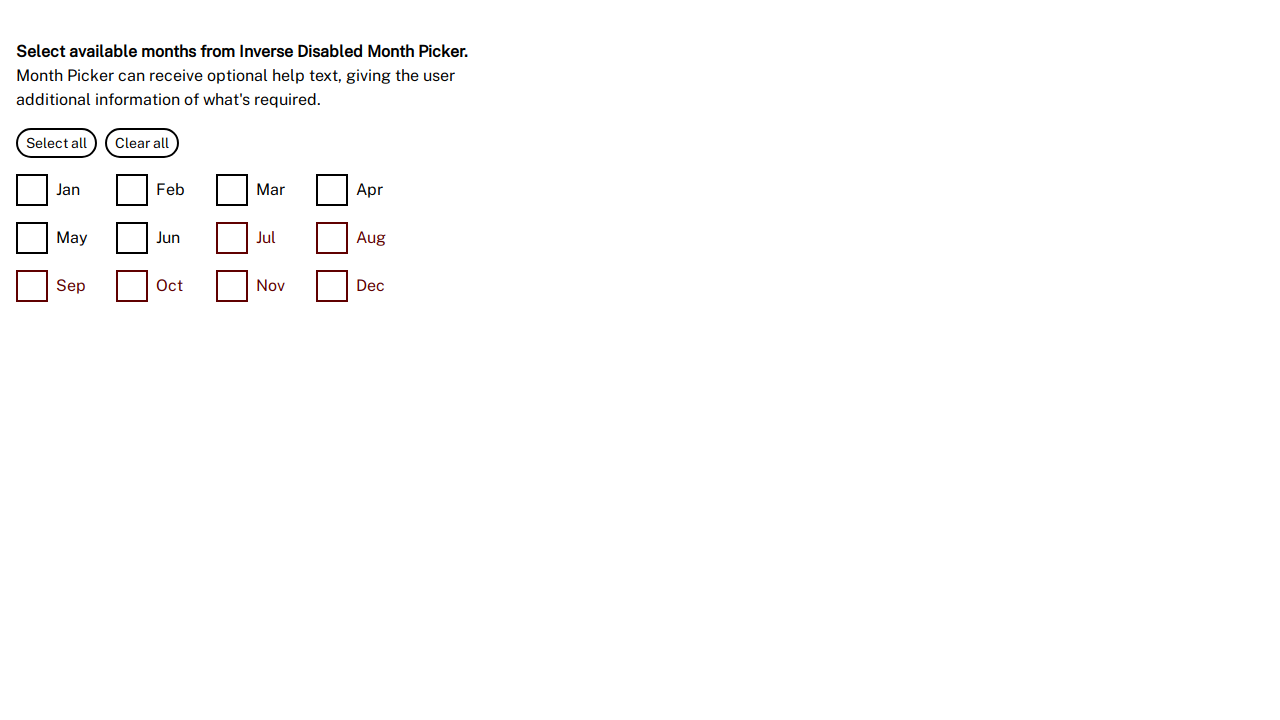 Select available months from Inverse Disabled Month Picker.
Month Picker can receive optional help text, giving the user
additional information of what's required.
Select all Clear all
Jan Feb Mar Apr
May Jun Jul Aug
Sep Oct Nov Dec